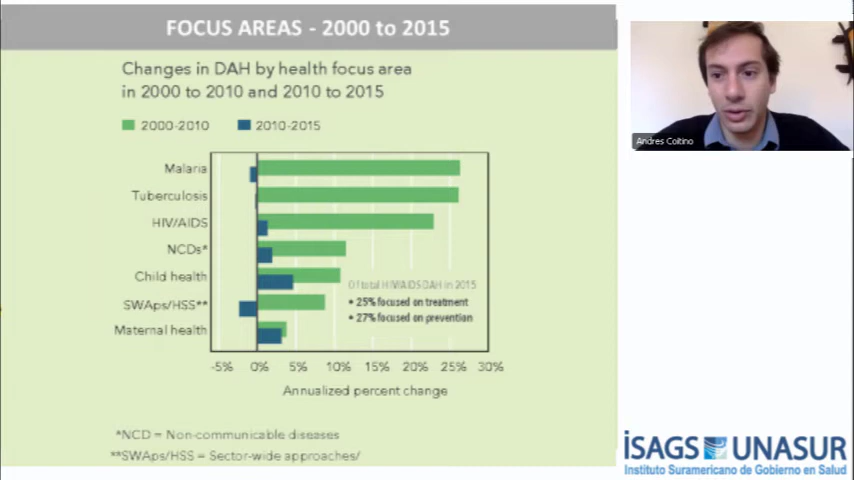 FOCUS AREAS - 2000 to 2015
Changes in DAH by health focus area
in 2000 to 2010 and 2010 to 2015
2000-2010 2010-2015
Malaria
Tuberculosis
HIV/AIDS
NCDs*
Child health
SWAps/HSS**
Maternal health
Of total HIV/AIDS DAH in 2015
• 25% focused on treatment
• 27% focused on prevention
-5% 0% 5% 10% 15% 20% 25% 30%
Annualized percent change
*NCD = Non-communicable diseases
**SWAps/HSS = Sector-wide approaches/
Andres Coitino
ISAGS UNASUR
Instituto Suramericano de Gobierno en Salud